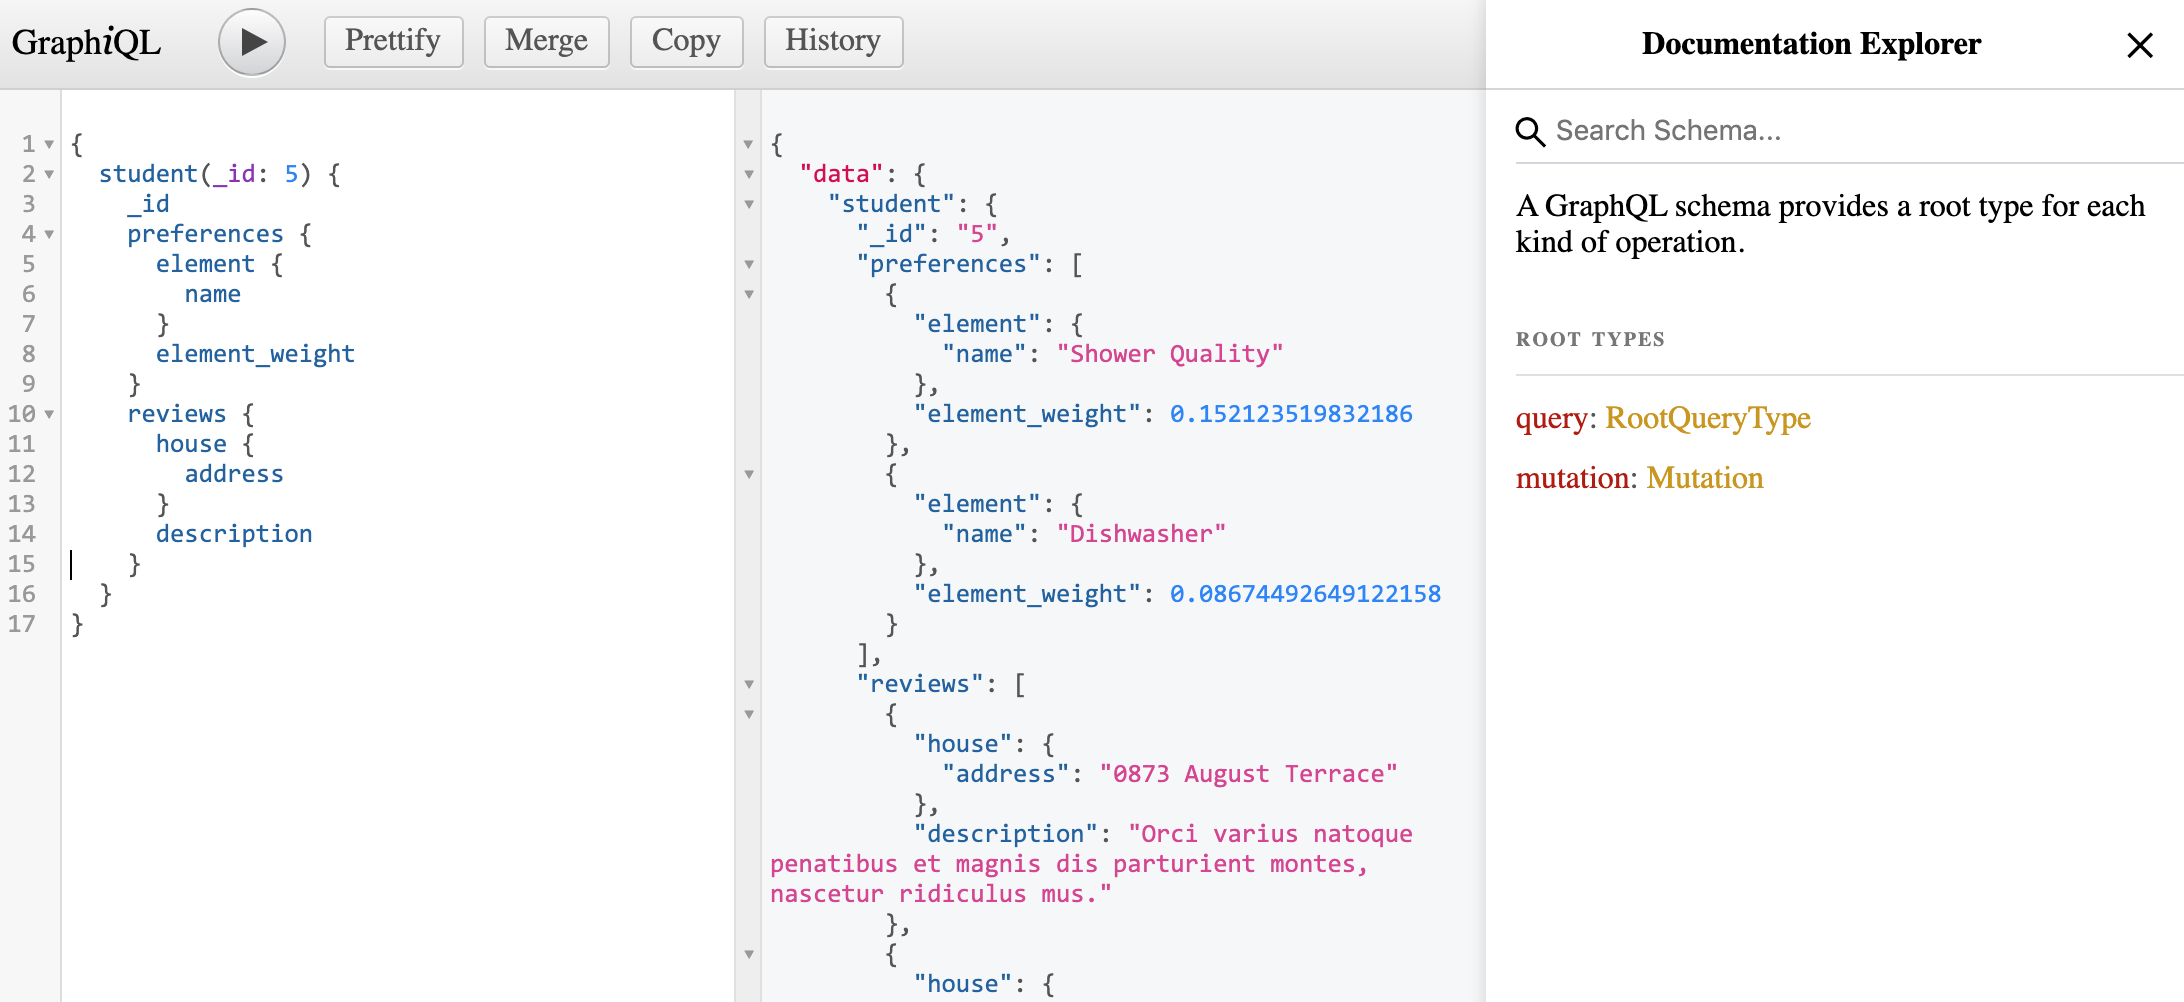 GraphiQL
Prettify
Merge
Copy
History
1 {
2   student(_id: 5) {
3     _id
4     preferences {
5       element {
6         name
7       }
8       element_weight
9     }
10     reviews {
11       house {
12         address
13       }
14       description
15     }
16   }
17 }
{
  "data": {
    "student": {
      "_id": "5",
      "preferences": [
        {
          "element": {
            "name": "Shower Quality"
          },
          "element_weight": 0.152123519832186
        },
        {
          "element": {
            "name": "Dishwasher"
          },
          "element_weight": 0.08674492649122158
        }
      ],
      "reviews": [
        {
          "house": {
            "address": "0873 August Terrace"
          },
          "description": "Orci varius natoque
penatibus et magnis dis parturient montes,
nascetur ridiculus mus."
        },
        {
          "house": {
Documentation Explorer
Search Schema...
A GraphQL schema provides a root type for each
kind of operation.
ROOT TYPES
query: RootQueryType
mutation: Mutation